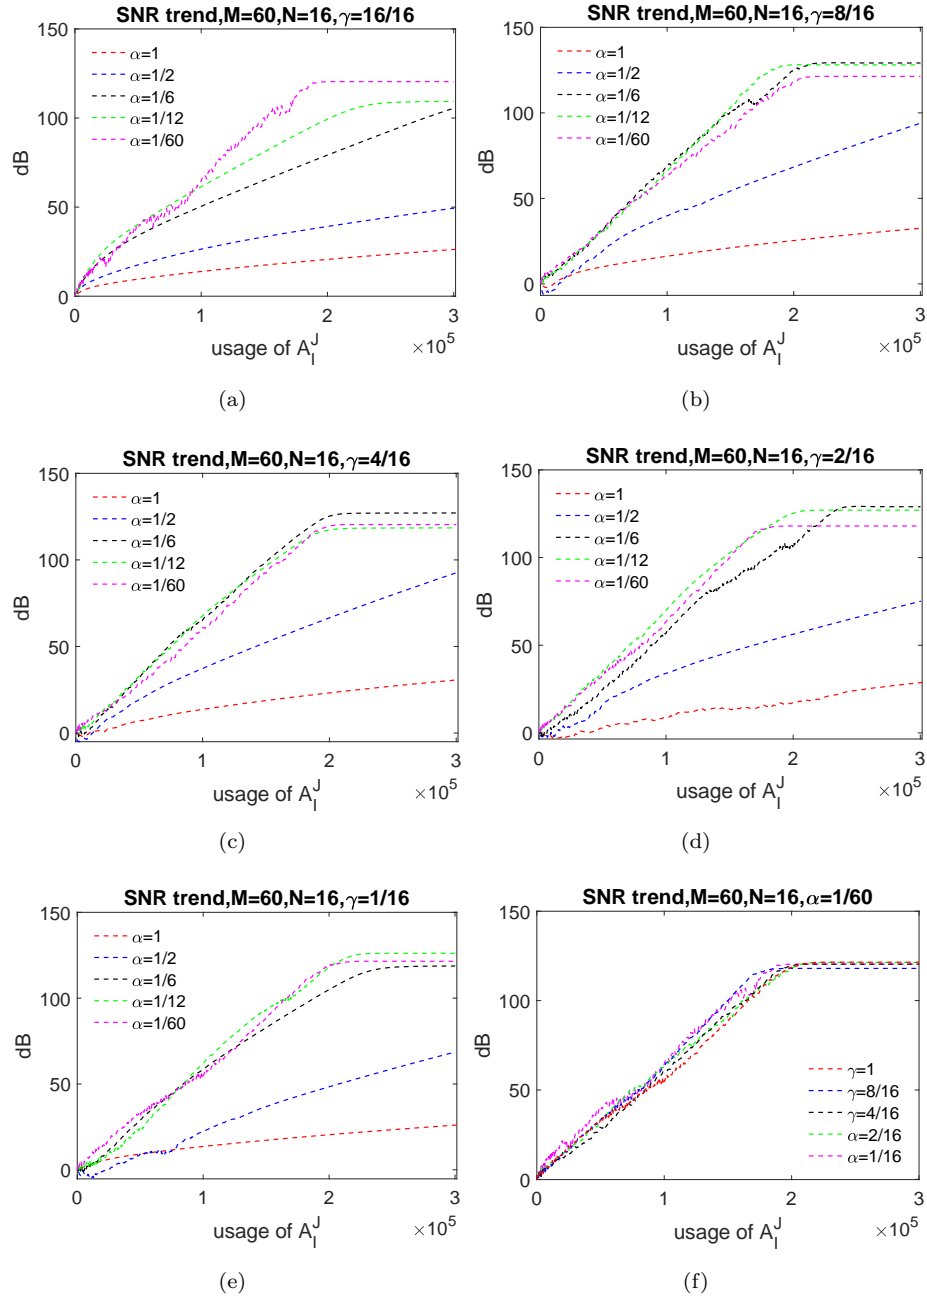 SNR trend,M=60,N=16,γ=16/16
150
100
50
0
dB
α=1
α=1/2
α=1/6
α=1/12
α=1/60
0 1 2 3
×10^5
usage of A_I^J
(a)
SNR trend,M=60,N=16,γ=8/16
150
100
50
0
dB
α=1
α=1/2
α=1/6
α=1/12
α=1/60
0 1 2 3
×10^5
usage of A_I^J
(b)
SNR trend,M=60,N=16,γ=4/16
150
100
50
0
dB
α=1
α=1/2
α=1/6
α=1/12
α=1/60
0 1 2 3
×10^5
usage of A_I^J
(c)
SNR trend,M=60,N=16,γ=2/16
150
100
50
0
dB
α=1
α=1/2
α=1/6
α=1/12
α=1/60
0 1 2 3
×10^5
usage of A_I^J
(d)
SNR trend,M=60,N=16,γ=1/16
150
100
50
0
dB
α=1
α=1/2
α=1/6
α=1/12
α=1/60
0 1 2 3
×10^5
usage of A_I^J
(e)
SNR trend,M=60,N=16,α=1/60
150
100
50
0
dB
γ=1
γ=8/16
γ=4/16
α=2/16
α=1/16
0 1 2 3
×10^5
usage of A_I^J
(f)